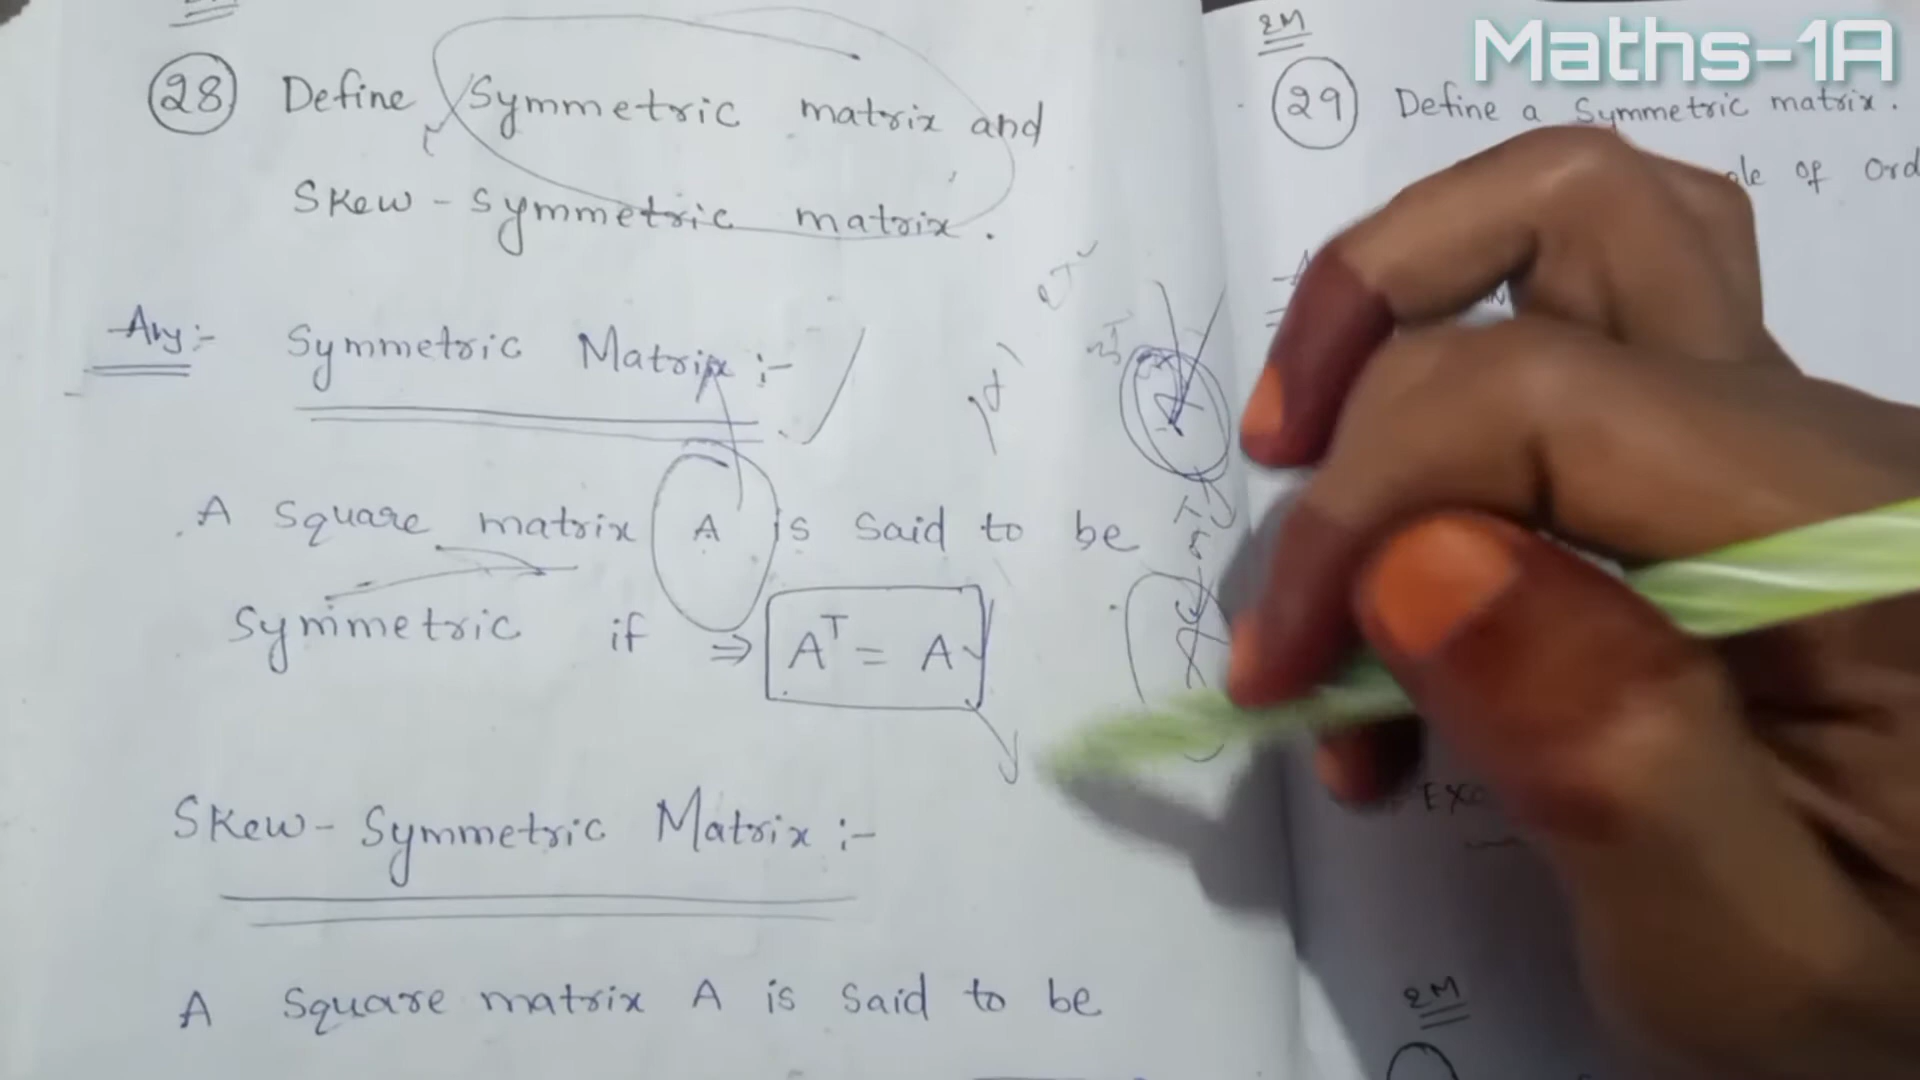 28 Define Symmetric matrix and
Skew-Symmetric matrix.
Ans:- Symmetric Matrix :-
A Square matrix A is said to be
Symmetric if ⇒ Aᵀ = A
Skew-Symmetric Matrix :-
A Square matrix A is said to be
2M
Maths-1A
29 Define a Symmetric matrix.
of Ord
2M